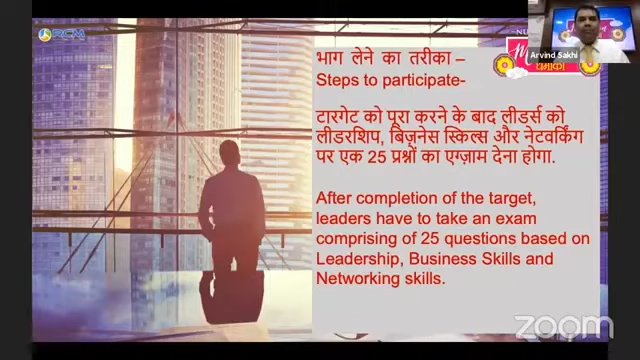 RCM
भाग लेने का तरीका –
Steps to participate-
टारगेट को पूरा करने के बाद लीडर्स को
लीडरशिप, बिज़नेस स्किल्स और नेटवर्किंग
पर एक 25 प्रश्नों का एग्ज़ाम देना होगा.
After completion of the target,
leaders have to take an exam
comprising of 25 questions based on
Leadership, Business Skills and
Networking skills.
Arvind Sakhi
धमाका
zoom